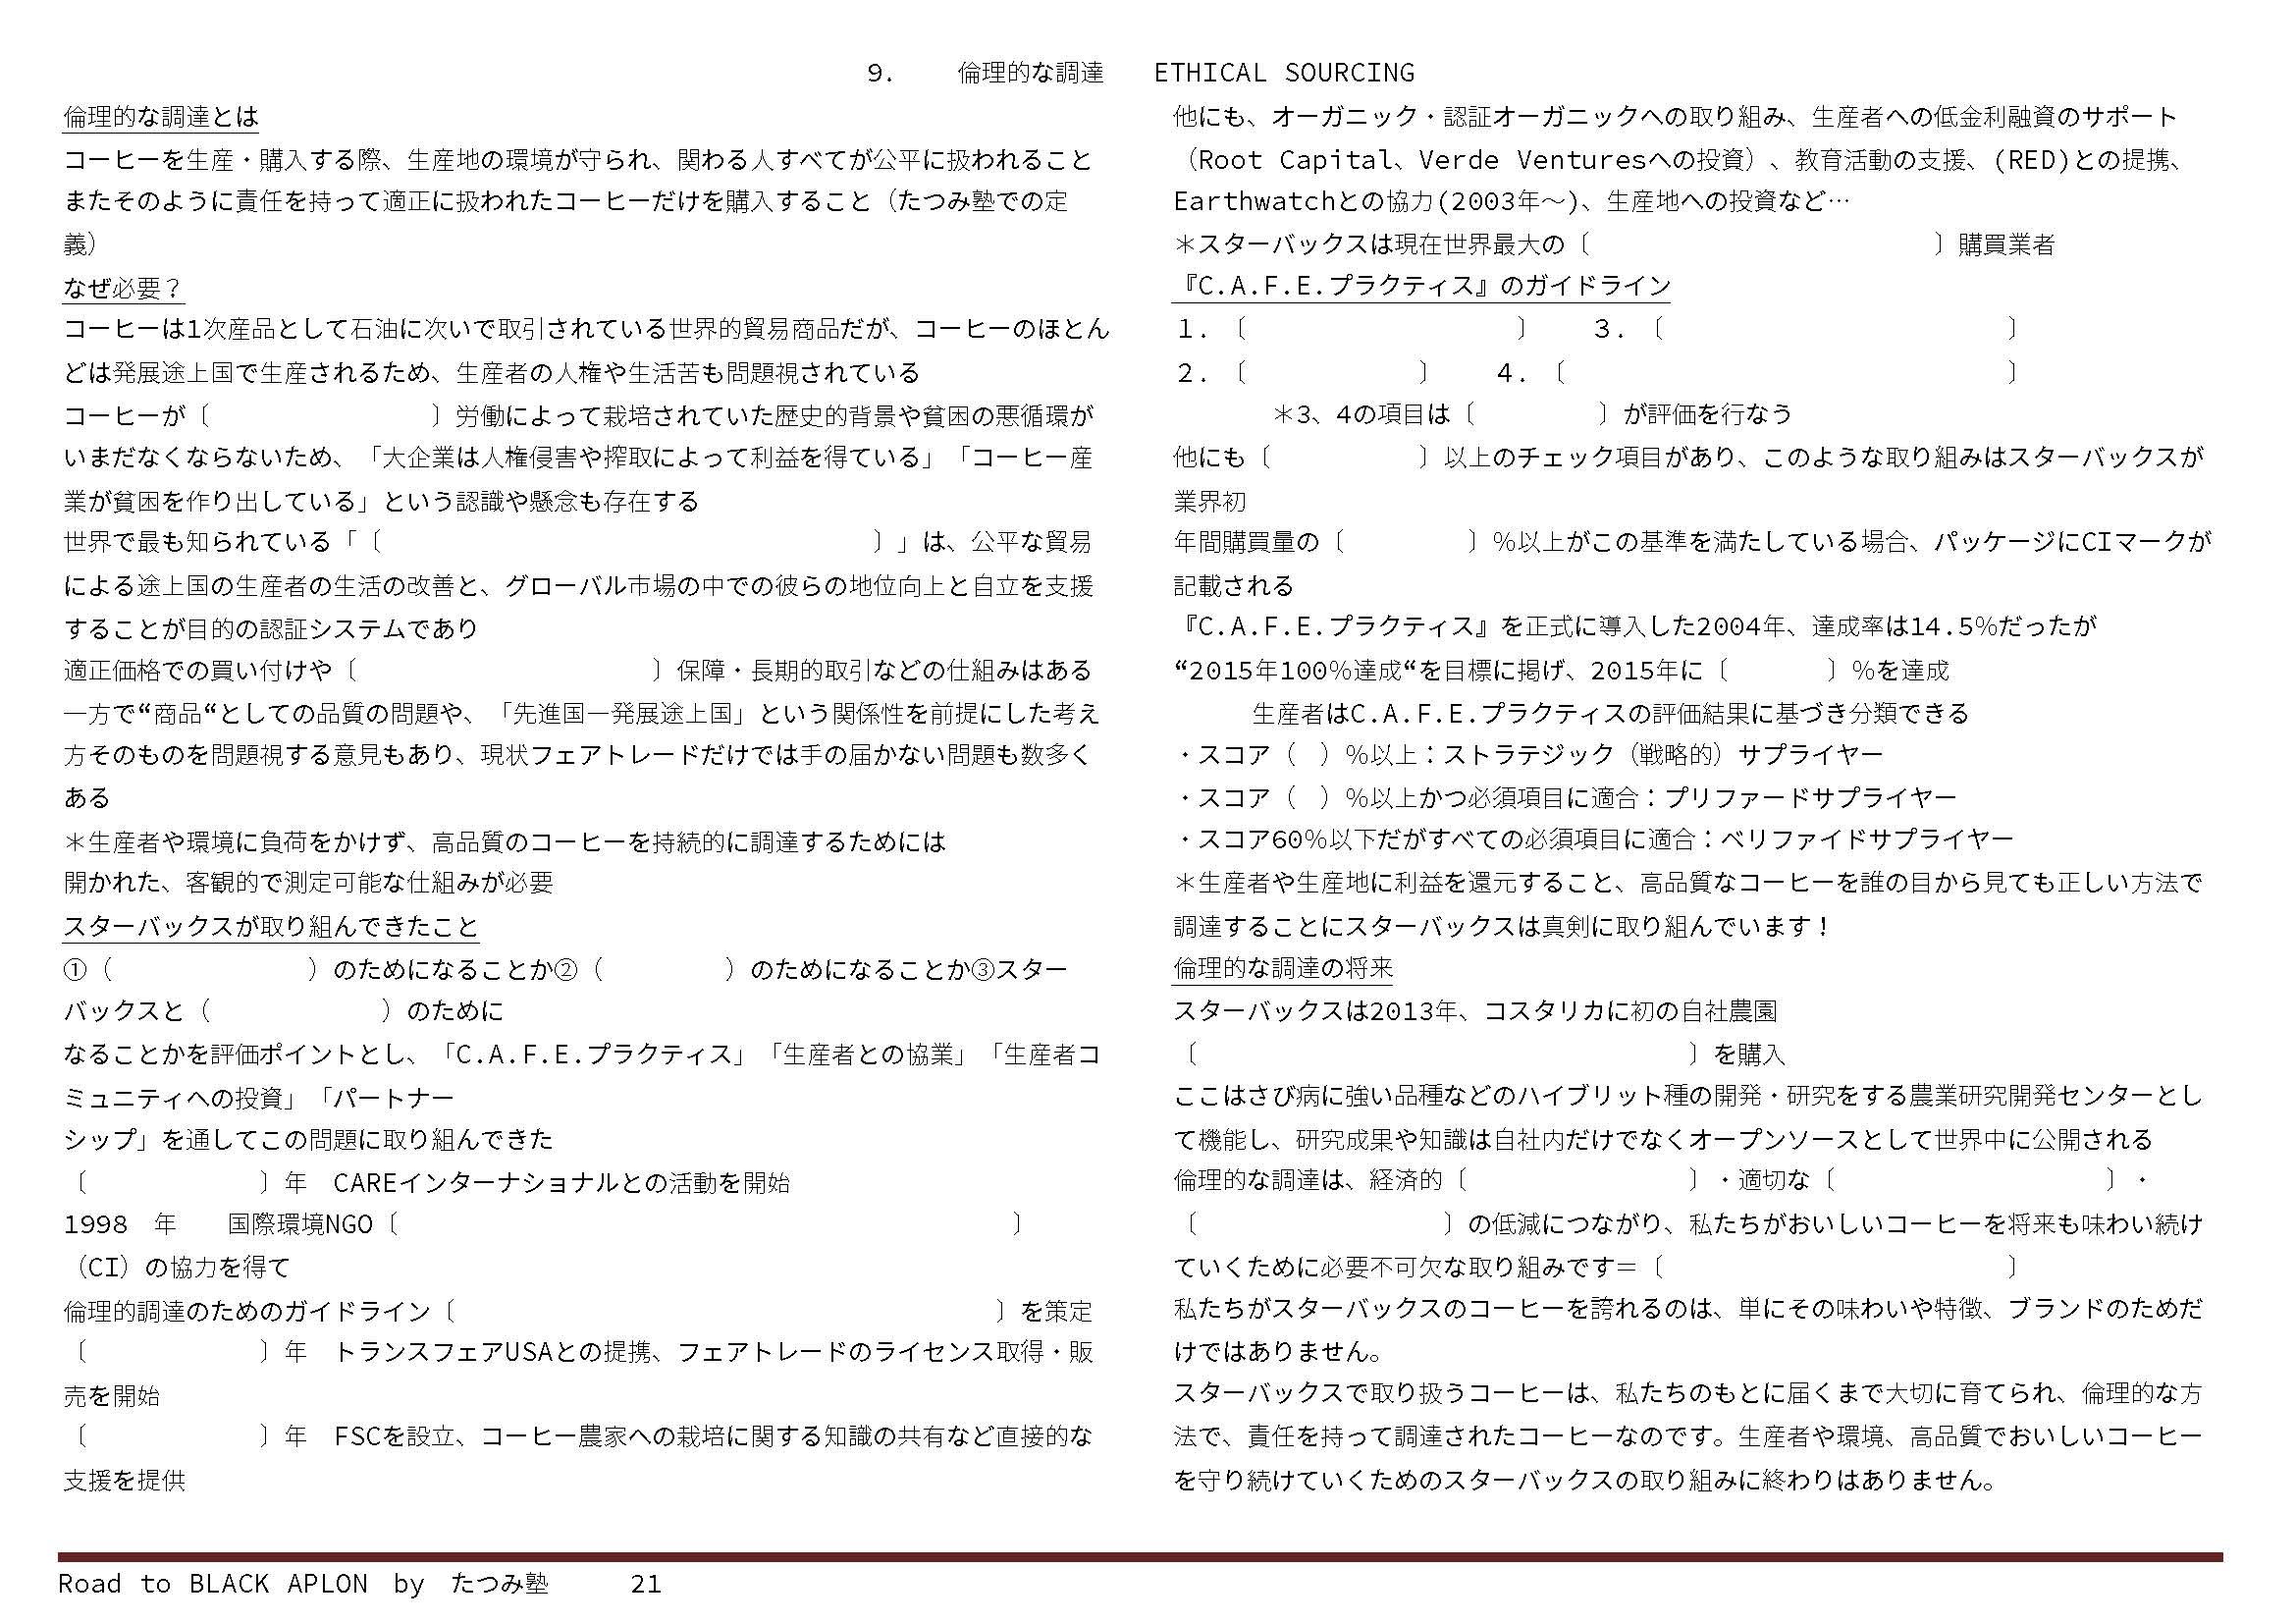 9.　　倫理的な調達　　ETHICAL SOURCING
倫理的な調達とは
コーヒーを生産・購入する際、生産地の環境が守られ、関わる人すべてが公平に扱われること
またそのように責任を持って適正に扱われたコーヒーだけを購入すること（たつみ塾での定
義）
なぜ必要？
コーヒーは1次産品として石油に次いで取引されている世界的貿易商品だが、コーヒーのほとん
どは発展途上国で生産されるため、生産者の人権や生活苦も問題視されている
コーヒーが〔　　　　　　　　　〕労働によって栽培されていた歴史的背景や貧困の悪循環が
いまだなくならないため、「大企業は人権侵害や搾取によって利益を得ている」「コーヒー産
業が貧困を作り出している」という認識や懸念も存在する
世界で最も知られている「〔　　　　　　　　　　　　　　　　　　　　〕」は、公平な貿易
による途上国の生産者の生活の改善と、グローバル市場の中での彼らの地位向上と自立を支援
することが目的の認証システムであり
適正価格での買い付けや〔　　　　　　　　　　　　〕保障・長期的取引などの仕組みはある
一方で“商品“としての品質の問題や、「先進国―発展途上国」という関係性を前提にした考え
方そのものを問題視する意見もあり、現状フェアトレードだけでは手の届かない問題も数多く
ある
＊生産者や環境に負荷をかけず、高品質のコーヒーを持続的に調達するためには
開かれた、客観的で測定可能な仕組みが必要
スターバックスが取り組んできたこと
①（　　　　　　　　）のためになることか②（　　　　　）のためになることか③スター
バックスと（　　　　　　　）のために
なることかを評価ポイントとし、「C.A.F.E.プラクティス」「生産者との協業」「生産者コ
ミュニティへの投資」「パートナー
シップ」を通してこの問題に取り組んできた
〔　　　　　　　〕年　CAREインターナショナルとの活動を開始
1998　年　　国際環境NGO〔　　　　　　　　　　　　　　　　　　　　　　　　　〕
（CI）の協力を得て
倫理的調達のためのガイドライン〔　　　　　　　　　　　　　　　　　　　　　　〕を策定
〔　　　　　　　〕年　トランスフェアUSAとの提携、フェアトレードのライセンス取得・販
売を開始
〔　　　　　　　〕年　FSCを設立、コーヒー農家への栽培に関する知識の共有など直接的な
支援を提供
他にも、オーガニック・認証オーガニックへの取り組み、生産者への低金利融資のサポート
（Root Capital、Verde Venturesへの投資）、教育活動の支援、(RED)との提携、
Earthwatchとの協力(2003年～)、生産地への投資など…
＊スターバックスは現在世界最大の〔　　　　　　　　　　　　　　〕購買業者
『C.A.F.E.プラクティス』のガイドライン
１．〔　　　　　　　　　　　〕　　３．〔　　　　　　　　　　　　　　〕
２．〔　　　　　　　〕　　４．〔　　　　　　　　　　　　　　　　　　〕
＊3、4の項目は〔　　　　　〕が評価を行なう
他にも〔　　　　　　〕以上のチェック項目があり、このような取り組みはスターバックスが
業界初
年間購買量の〔　　　　　〕％以上がこの基準を満たしている場合、パッケージにCIマークが
記載される
『C.A.F.E.プラクティス』を正式に導入した2004年、達成率は14.5％だったが
“2015年100％達成“を目標に掲げ、2015年に〔　　　　〕％を達成
生産者はC.A.F.E.プラクティスの評価結果に基づき分類できる
・スコア（　）％以上：ストラテジック（戦略的）サプライヤー
・スコア（　）％以上かつ必須項目に適合：プリファードサプライヤー
・スコア60％以下だがすべての必須項目に適合：ベリファイドサプライヤー
＊生産者や生産地に利益を還元すること、高品質なコーヒーを誰の目から見ても正しい方法で
調達することにスターバックスは真剣に取り組んでいます！
倫理的な調達の将来
スターバックスは2013年、コスタリカに初の自社農園
〔　　　　　　　　　　　　　　　　　　　　〕を購入
ここはさび病に強い品種などのハイブリット種の開発・研究をする農業研究開発センターとし
て機能し、研究成果や知識は自社内だけでなくオープンソースとして世界中に公開される
倫理的な調達は、経済的〔　　　　　　　　　〕・適切な〔　　　　　　　　　　　〕・
〔　　　　　　　　　　〕の低減につながり、私たちがおいしいコーヒーを将来も味わい続け
ていくために必要不可欠な取り組みです＝〔　　　　　　　　　　　　　　〕
私たちがスターバックスのコーヒーを誇れるのは、単にその味わいや特徴、ブランドのためだ
けではありません。
スターバックスで取り扱うコーヒーは、私たちのもとに届くまで大切に育てられ、倫理的な方
法で、責任を持って調達されたコーヒーなのです。生産者や環境、高品質でおいしいコーヒー
を守り続けていくためのスターバックスの取り組みに終わりはありません。
Road to BLACK APLON　by　たつみ塾　　　21